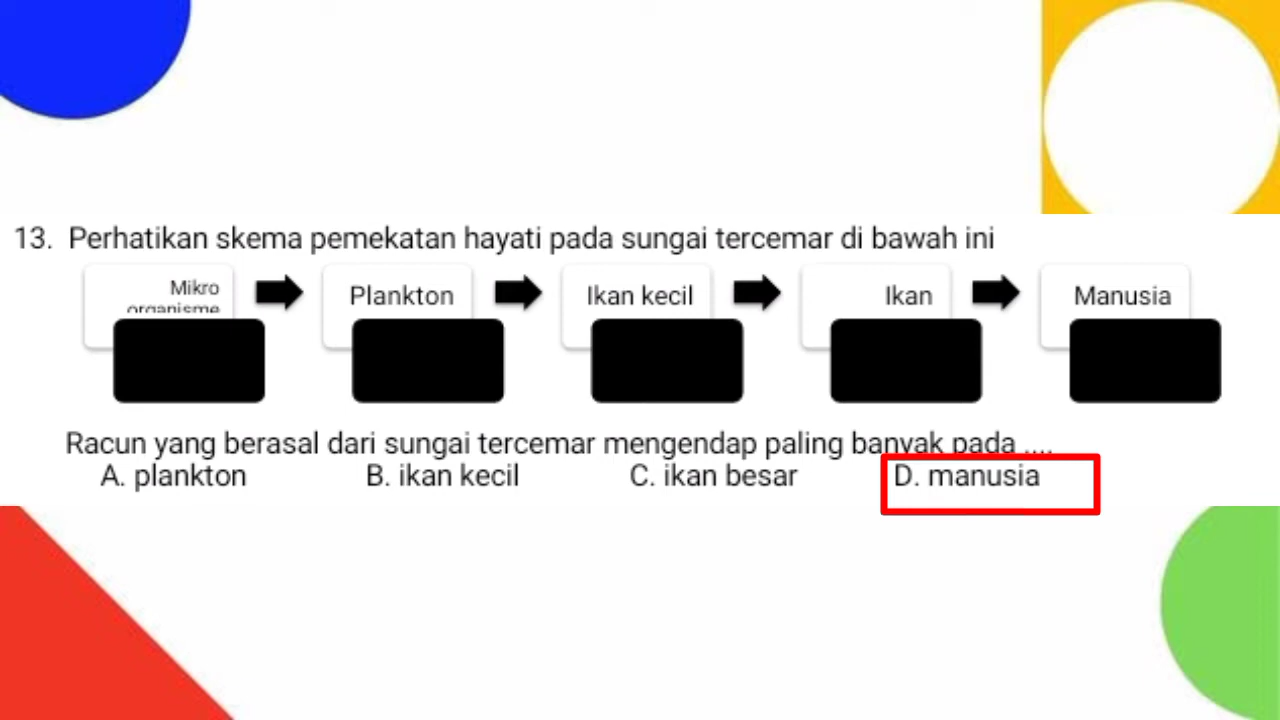 13. Perhatikan skema pemekatan hayati pada sungai tercemar di bawah ini
Mikro
organisme
Plankton
Ikan kecil
Ikan
Manusia
Racun yang berasal dari sungai tercemar mengendap paling banyak pada ....
A. plankton B. ikan kecil C. ikan besar D. manusia